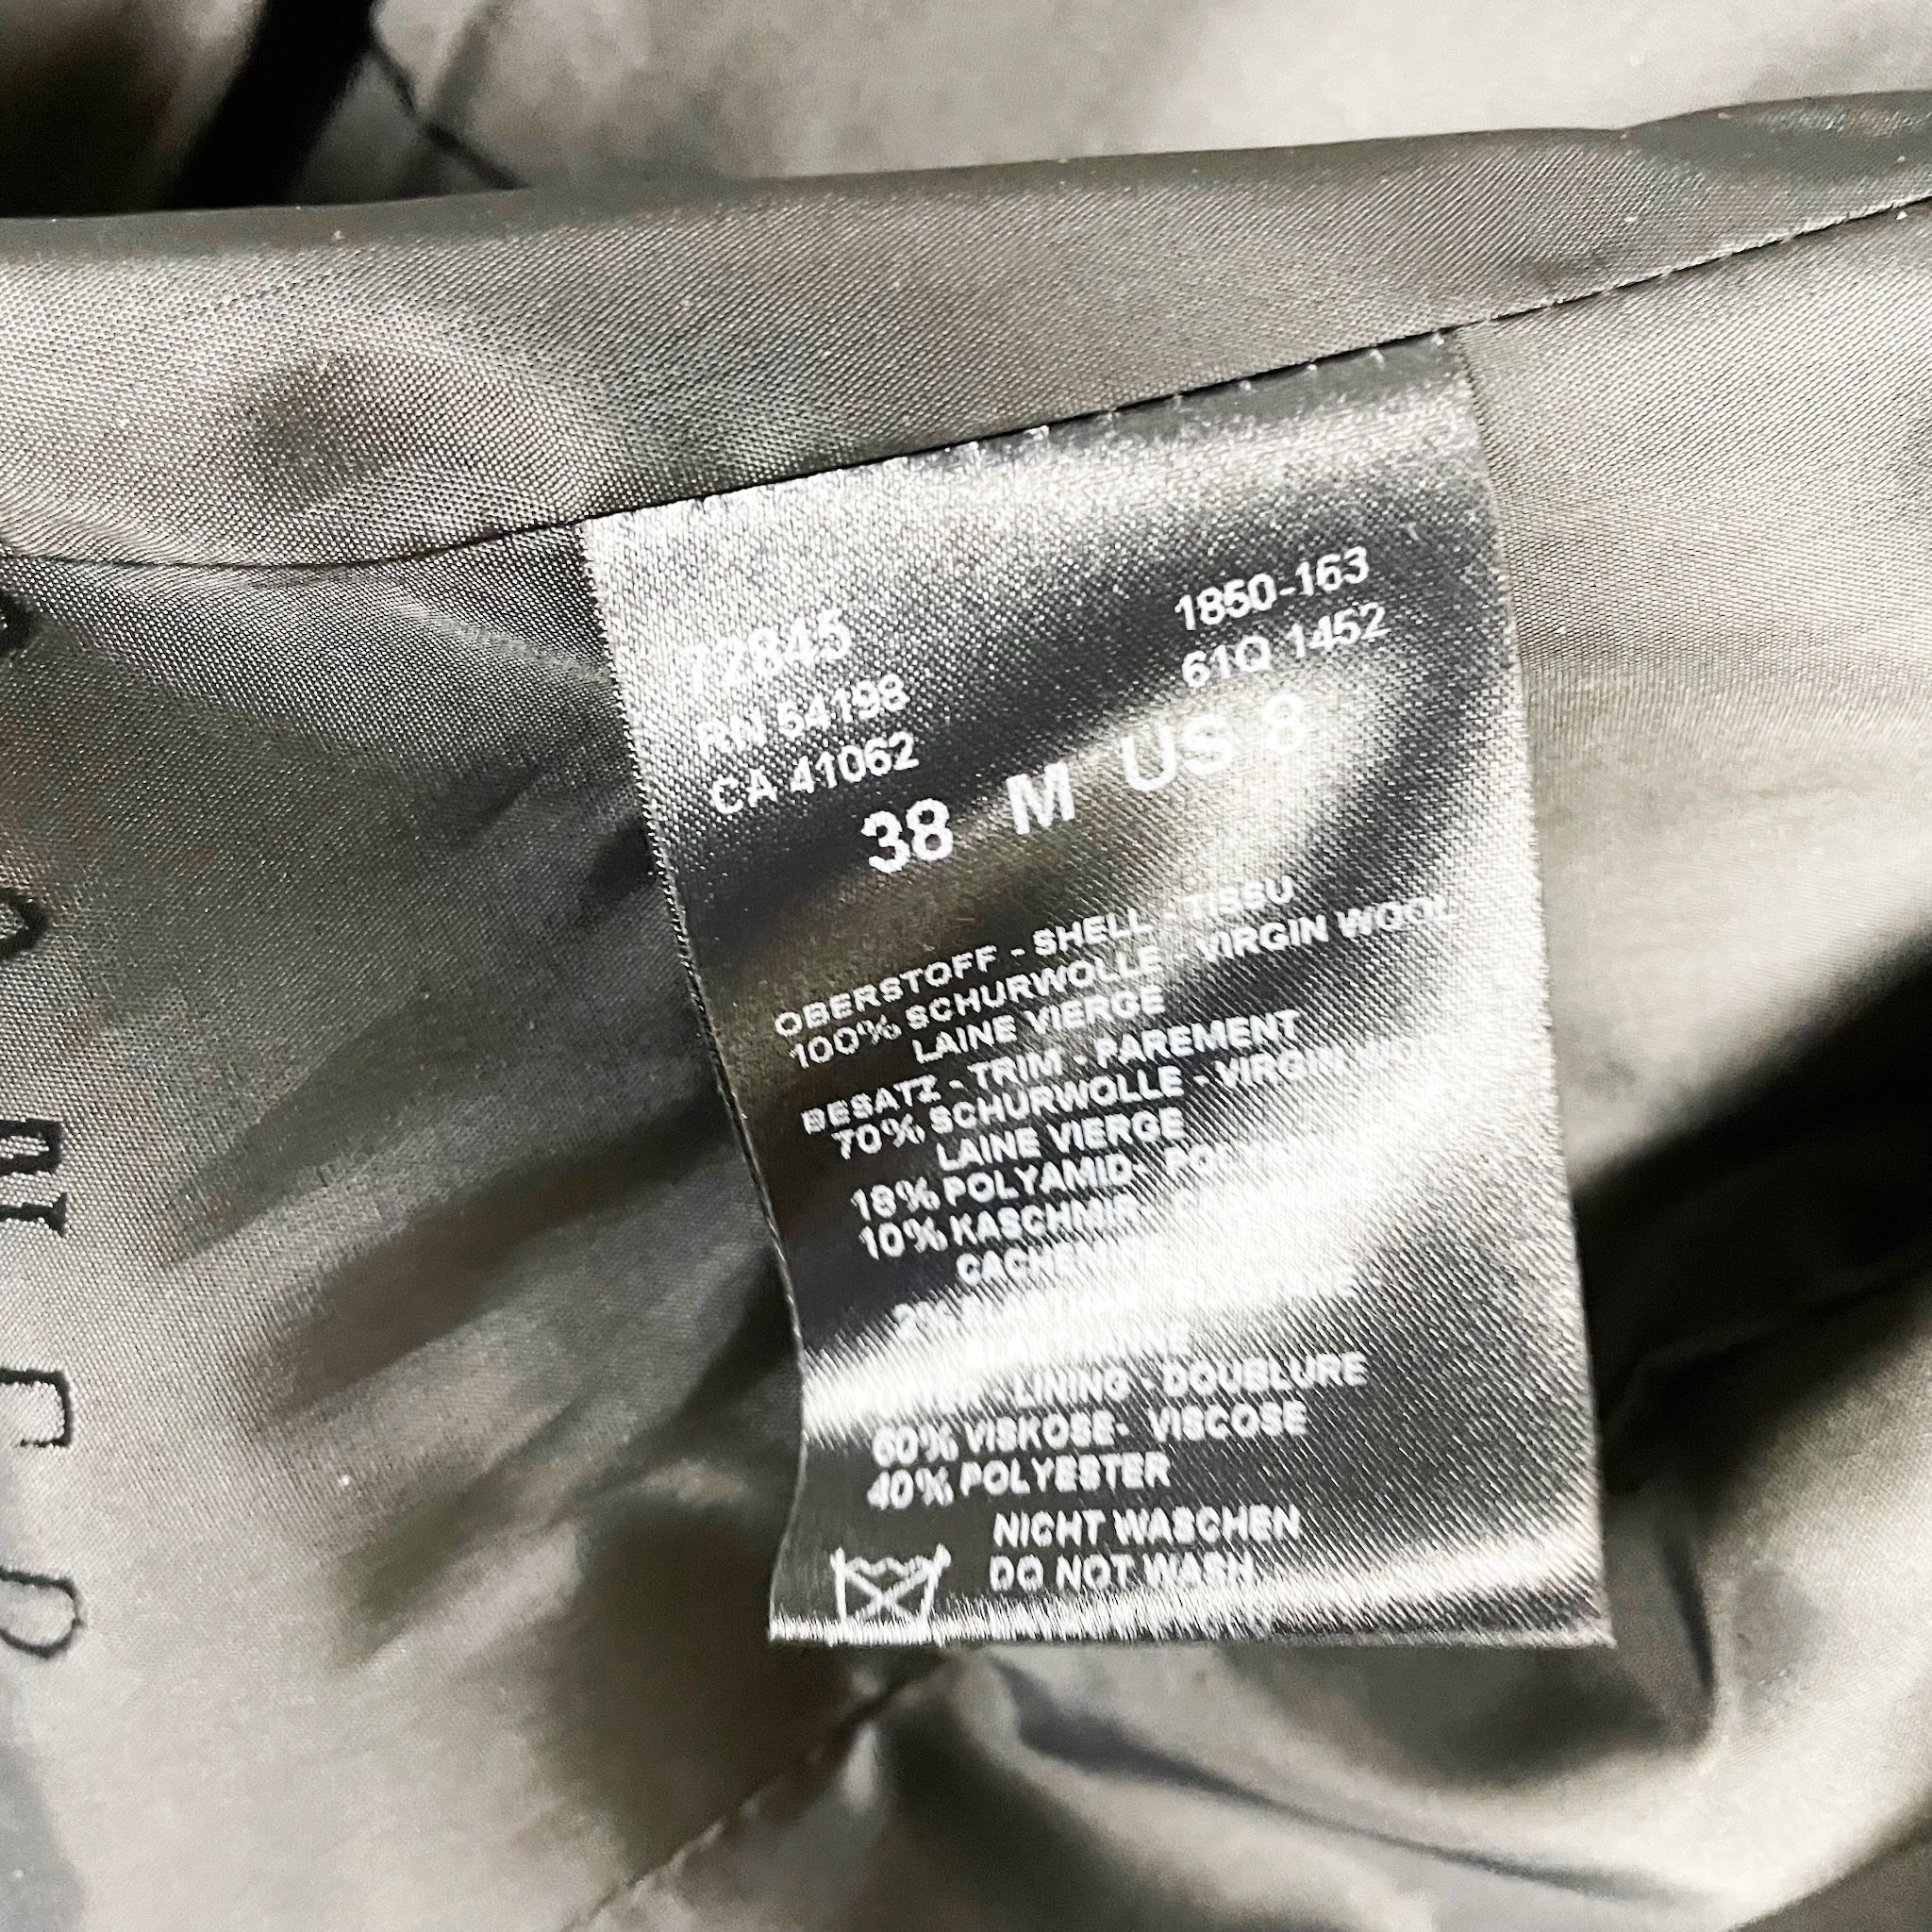 72845 1850-163
RN 54198 61Q 1452
CA 41062
38 M US 8
OBERSTOFF - SHELL - TISSU
100% SCHURWOLLE - VIRGIN WOOL
LAINE VIERGE
BESATZ - TRIM - PAREMENT
70% SCHURWOLLE - VIRGIN
LAINE VIERGE
18% POLYAMID-
10% KASCHMIR-
2%
- LINING - DOUBLURE
60% VISKOSE- VISCOSE
40% POLYESTER
NICHT WASCHEN
DO NOT WASH